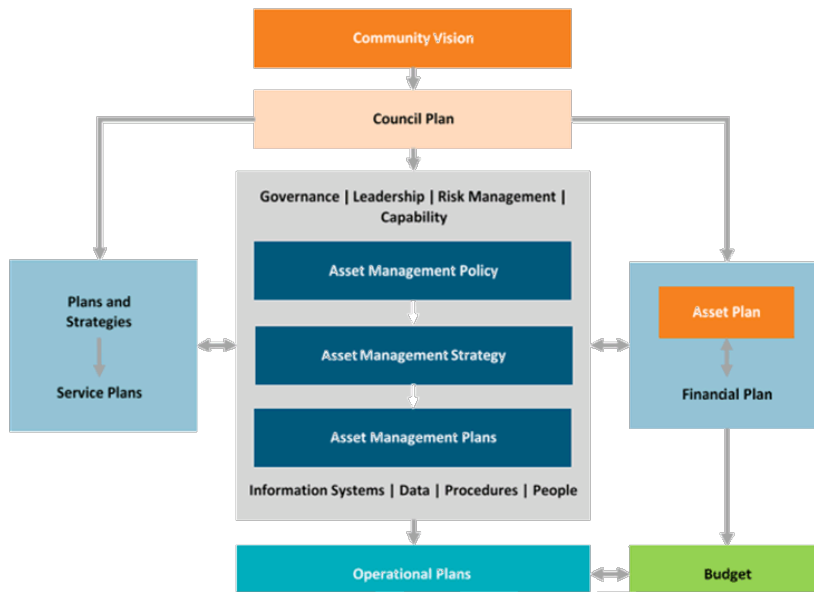 Community Vision
Council Plan
Governance | Leadership | Risk Management |
Capability
Asset Management Policy
Asset Management Strategy
Asset Management Plans
Information Systems | Data | Procedures | People
Plans and
Strategies
Service Plans
Asset Plan
Financial Plan
Operational Plans
Budget